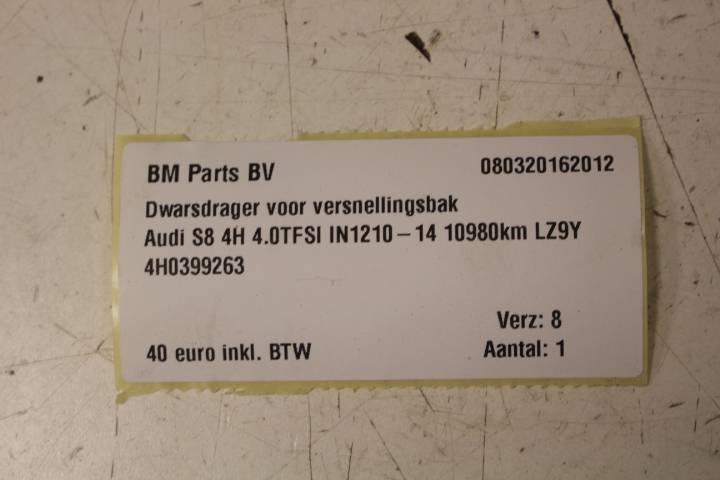 BM Parts BV 080320162012
Dwarsdrager voor versnellingsbak
Audi S8 4H 4.0TFSI IN1210-14 10980km LZ9Y
4H0399263
Verz: 8
40 euro inkl. BTW Aantal: 1